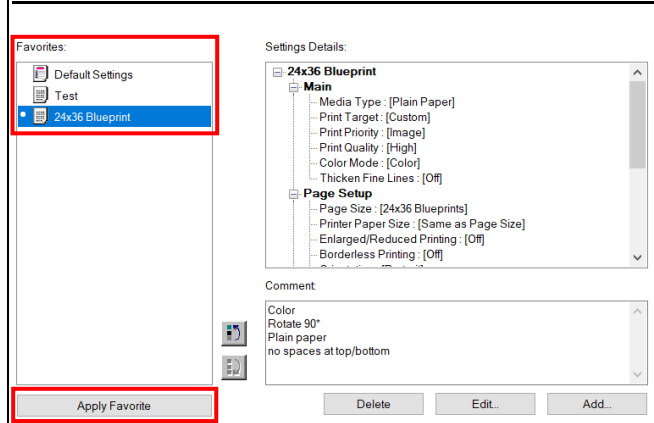 Favorites:
Default Settings
Test
24x36 Blueprint
Apply Favorite
Settings Details:
24x36 Blueprint
Main
Media Type : [Plain Paper]
Print Target : [Custom]
Print Priority : [Image]
Print Quality : [High]
Color Mode : [Color]
Thicken Fine Lines : [Off]
Page Setup
Page Size : [24x36 Blueprints]
Printer Paper Size : [Same as Page Size]
Enlarged/Reduced Printing : [Off]
Borderless Printing : [Off]
Comment:
Color
Rotate 90*
Plain paper
no spaces at top/bottom
Delete
Edit...
Add...